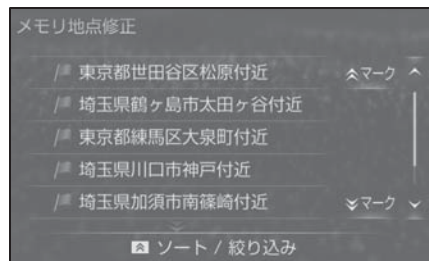 メモリ地点修正
東京都世田谷区松原付近
マーク
埼玉県鶴ヶ島市太田ヶ谷付近
東京都練馬区大泉町付近
埼玉県川口市神戸付近
埼玉県加須市南篠崎付近
マーク
ソート / 絞り込み